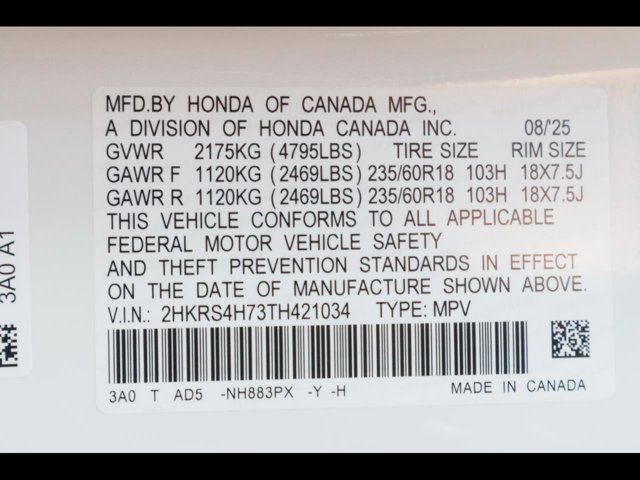 MFD.BY HONDA OF CANADA MFG.,
A DIVISION OF HONDA CANADA INC. 08/'25
GVWR 2175KG (4795LBS) TIRE SIZE RIM SIZE
GAWR F 1120KG (2469LBS) 235/60R18 103H 18X7.5J
GAWR R 1120KG (2469LBS) 235/60R18 103H 18X7.5J
THIS VEHICLE CONFORMS TO ALL APPLICABLE
FEDERAL MOTOR VEHICLE SAFETY
AND THEFT PREVENTION STANDARDS IN EFFECT
ON THE DATE OF MANUFACTURE SHOWN ABOVE.
V.I.N.: 2HKRS4H73TH421034 TYPE: MPV
3A0 T AD5 -NH883PX -Y -H MADE IN CANADA
3A0 A1